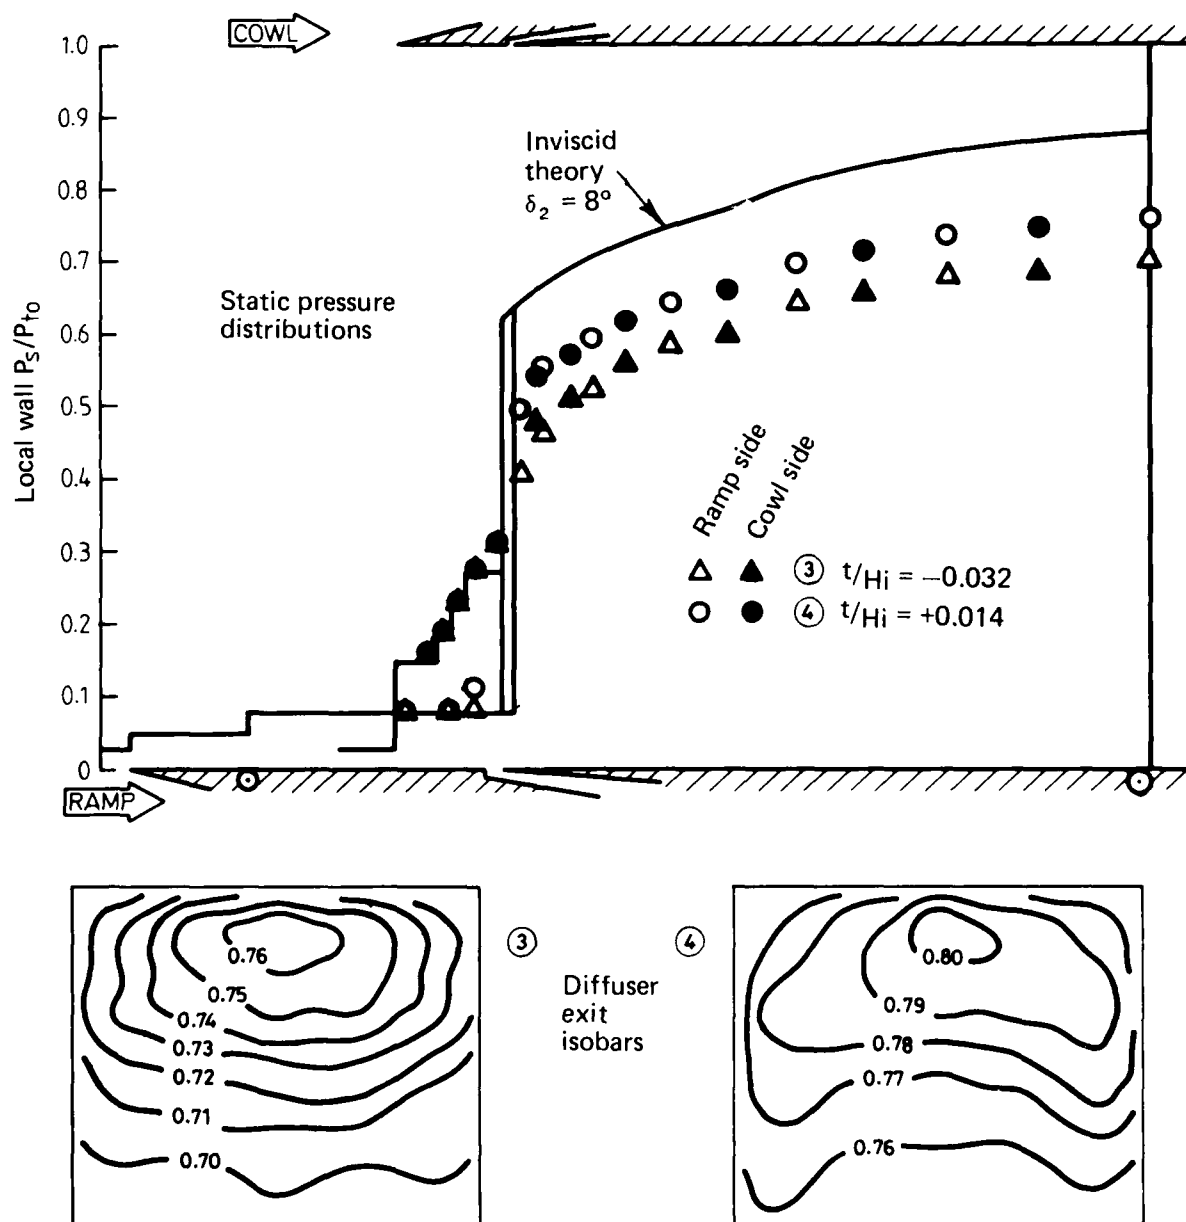 COWL
1.0
0.9
0.8
0.7
0.6
0.5
0.4
0.3
0.2
0.1
0
Local wall Ps/Pto
Inviscid
theory
δ2 = 8°
Static pressure
distributions
Ramp side
Cowl side
3 t/Hi = −0.032
4 t/Hi = +0.014
RAMP
3
4
Diffuser
exit
isobars
0.76
0.75
0.74
0.73
0.72
0.71
0.70
0.80
0.79
0.78
0.77
0.76